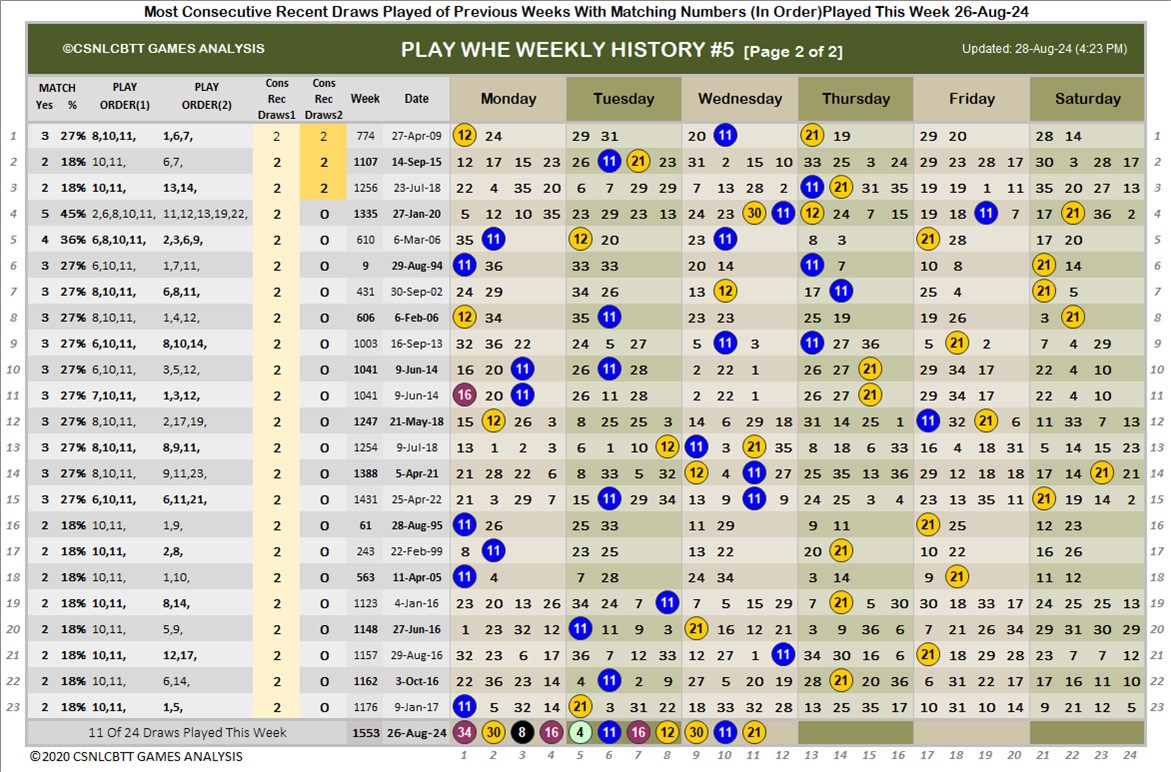 Most Consecutive Recent Draws Played of Previous Weeks With Matching Numbers (In Order)Played This Week 26-Aug-24
©CSNLCBTT GAMES ANALYSIS PLAY WHE WEEKLY HISTORY #5 [Page 2 of 2] Updated: 28-Aug-24 (4:23 PM)
MATCH Yes % PLAY ORDER(1) PLAY ORDER(2) Cons Rec Draws1 Cons Rec Draws2 Week Date Monday Tuesday Wednesday Thursday Friday Saturday
1 3 27% 8,10,11, 1,6,7, 2 2 774 27-Apr-09 12 24 29 31 20 11 21 19 29 20 28 14 1
2 2 18% 10,11, 6,7, 2 2 1107 14-Sep-15 12 17 15 23 26 11 21 23 31 2 15 10 33 25 3 24 29 23 28 17 30 3 28 17 2
3 2 18% 10,11, 13,14, 2 2 1256 23-Jul-18 22 4 35 20 6 7 29 29 7 13 28 2 11 21 31 35 19 19 1 11 35 20 27 13 3
4 5 45% 2,6,8,10,11, 11,12,13,19,22, 2 0 1335 27-Jan-20 5 12 10 35 23 29 23 13 24 23 30 11 12 24 7 15 19 18 11 7 17 21 36 2 4
5 4 36% 6,8,10,11, 2,3,6,9, 2 0 610 6-Mar-06 35 11 12 20 23 11 8 3 21 28 17 20 5
6 3 27% 6,10,11, 1,7,11, 2 0 9 29-Aug-94 11 36 33 33 20 14 11 7 10 8 21 14 6
7 3 27% 8,10,11, 6,8,11, 2 0 431 30-Sep-02 24 29 34 26 13 12 17 11 25 4 21 5 7
8 3 27% 8,10,11, 1,4,12, 2 0 606 6-Feb-06 12 34 35 11 23 23 25 19 19 26 3 21 8
9 3 27% 6,10,11, 8,10,14, 2 0 1003 16-Sep-13 32 36 22 24 5 27 5 11 3 11 27 36 5 21 2 7 4 29 9
10 3 27% 6,10,11, 3,5,12, 2 0 1041 9-Jun-14 16 20 11 26 11 28 2 22 1 26 27 21 29 34 17 22 4 10 10
11 3 27% 7,10,11, 1,3,12, 2 0 1041 9-Jun-14 16 20 11 26 11 28 2 22 1 26 27 21 29 34 17 22 4 10 11
12 3 27% 8,10,11, 2,17,19, 2 0 1247 21-May-18 15 12 26 3 8 25 25 3 14 6 29 18 31 14 25 1 11 32 21 6 11 33 7 13 12
13 3 27% 8,10,11, 8,9,11, 2 0 1254 9-Jul-18 13 1 2 3 6 1 10 12 11 3 21 35 8 18 6 33 16 4 18 31 5 14 15 23 13
14 3 27% 8,10,11, 9,11,23, 2 0 1388 5-Apr-21 21 28 22 6 8 33 5 32 12 4 11 27 25 35 13 36 29 12 18 18 17 14 21 21 14
15 3 27% 6,10,11, 6,11,21, 2 0 1431 25-Apr-22 21 3 29 7 15 11 29 34 13 9 11 9 24 25 3 4 23 13 35 11 21 19 14 2 15
16 2 18% 10,11, 1,9, 2 0 61 28-Aug-95 11 26 25 33 11 29 9 11 21 25 12 23 16
17 2 18% 10,11, 2,8, 2 0 243 22-Feb-99 8 11 23 25 13 22 20 21 10 22 16 26 17
18 2 18% 10,11, 1,10, 2 0 563 11-Apr-05 11 4 7 28 24 34 3 14 9 21 11 12 18
19 2 18% 10,11, 8,14, 2 0 1123 4-Jan-16 23 20 13 26 34 24 7 11 7 5 15 29 7 21 5 30 30 18 33 17 24 25 25 13 19
20 2 18% 10,11, 5,9, 2 0 1148 27-Jun-16 1 23 32 12 11 11 9 3 21 16 12 21 3 9 36 6 7 21 26 34 29 31 30 29 20
21 2 18% 10,11, 12,17, 2 0 1157 29-Aug-16 32 23 6 17 36 7 12 33 12 27 1 11 34 30 16 6 21 18 29 28 23 7 7 12 21
22 2 18% 10,11, 6,14, 2 0 1162 3-Oct-16 22 36 23 14 4 11 2 9 27 5 20 19 28 21 20 36 6 31 22 17 17 16 11 10 22
23 2 18% 10,11, 1,5, 2 0 1176 9-Jan-17 11 5 32 14 21 3 31 22 18 33 32 28 13 25 35 17 10 31 10 14 9 21 12 5 23
11 Of 24 Draws Played This Week 1553 26-Aug-24 34 30 8 16 4 11 16 12 30 11 21
©2020 CSNLCBTT GAMES ANALYSIS 1 2 3 4 5 6 7 8 9 10 11 12 13 14 15 16 17 18 19 20 21 22 23 24